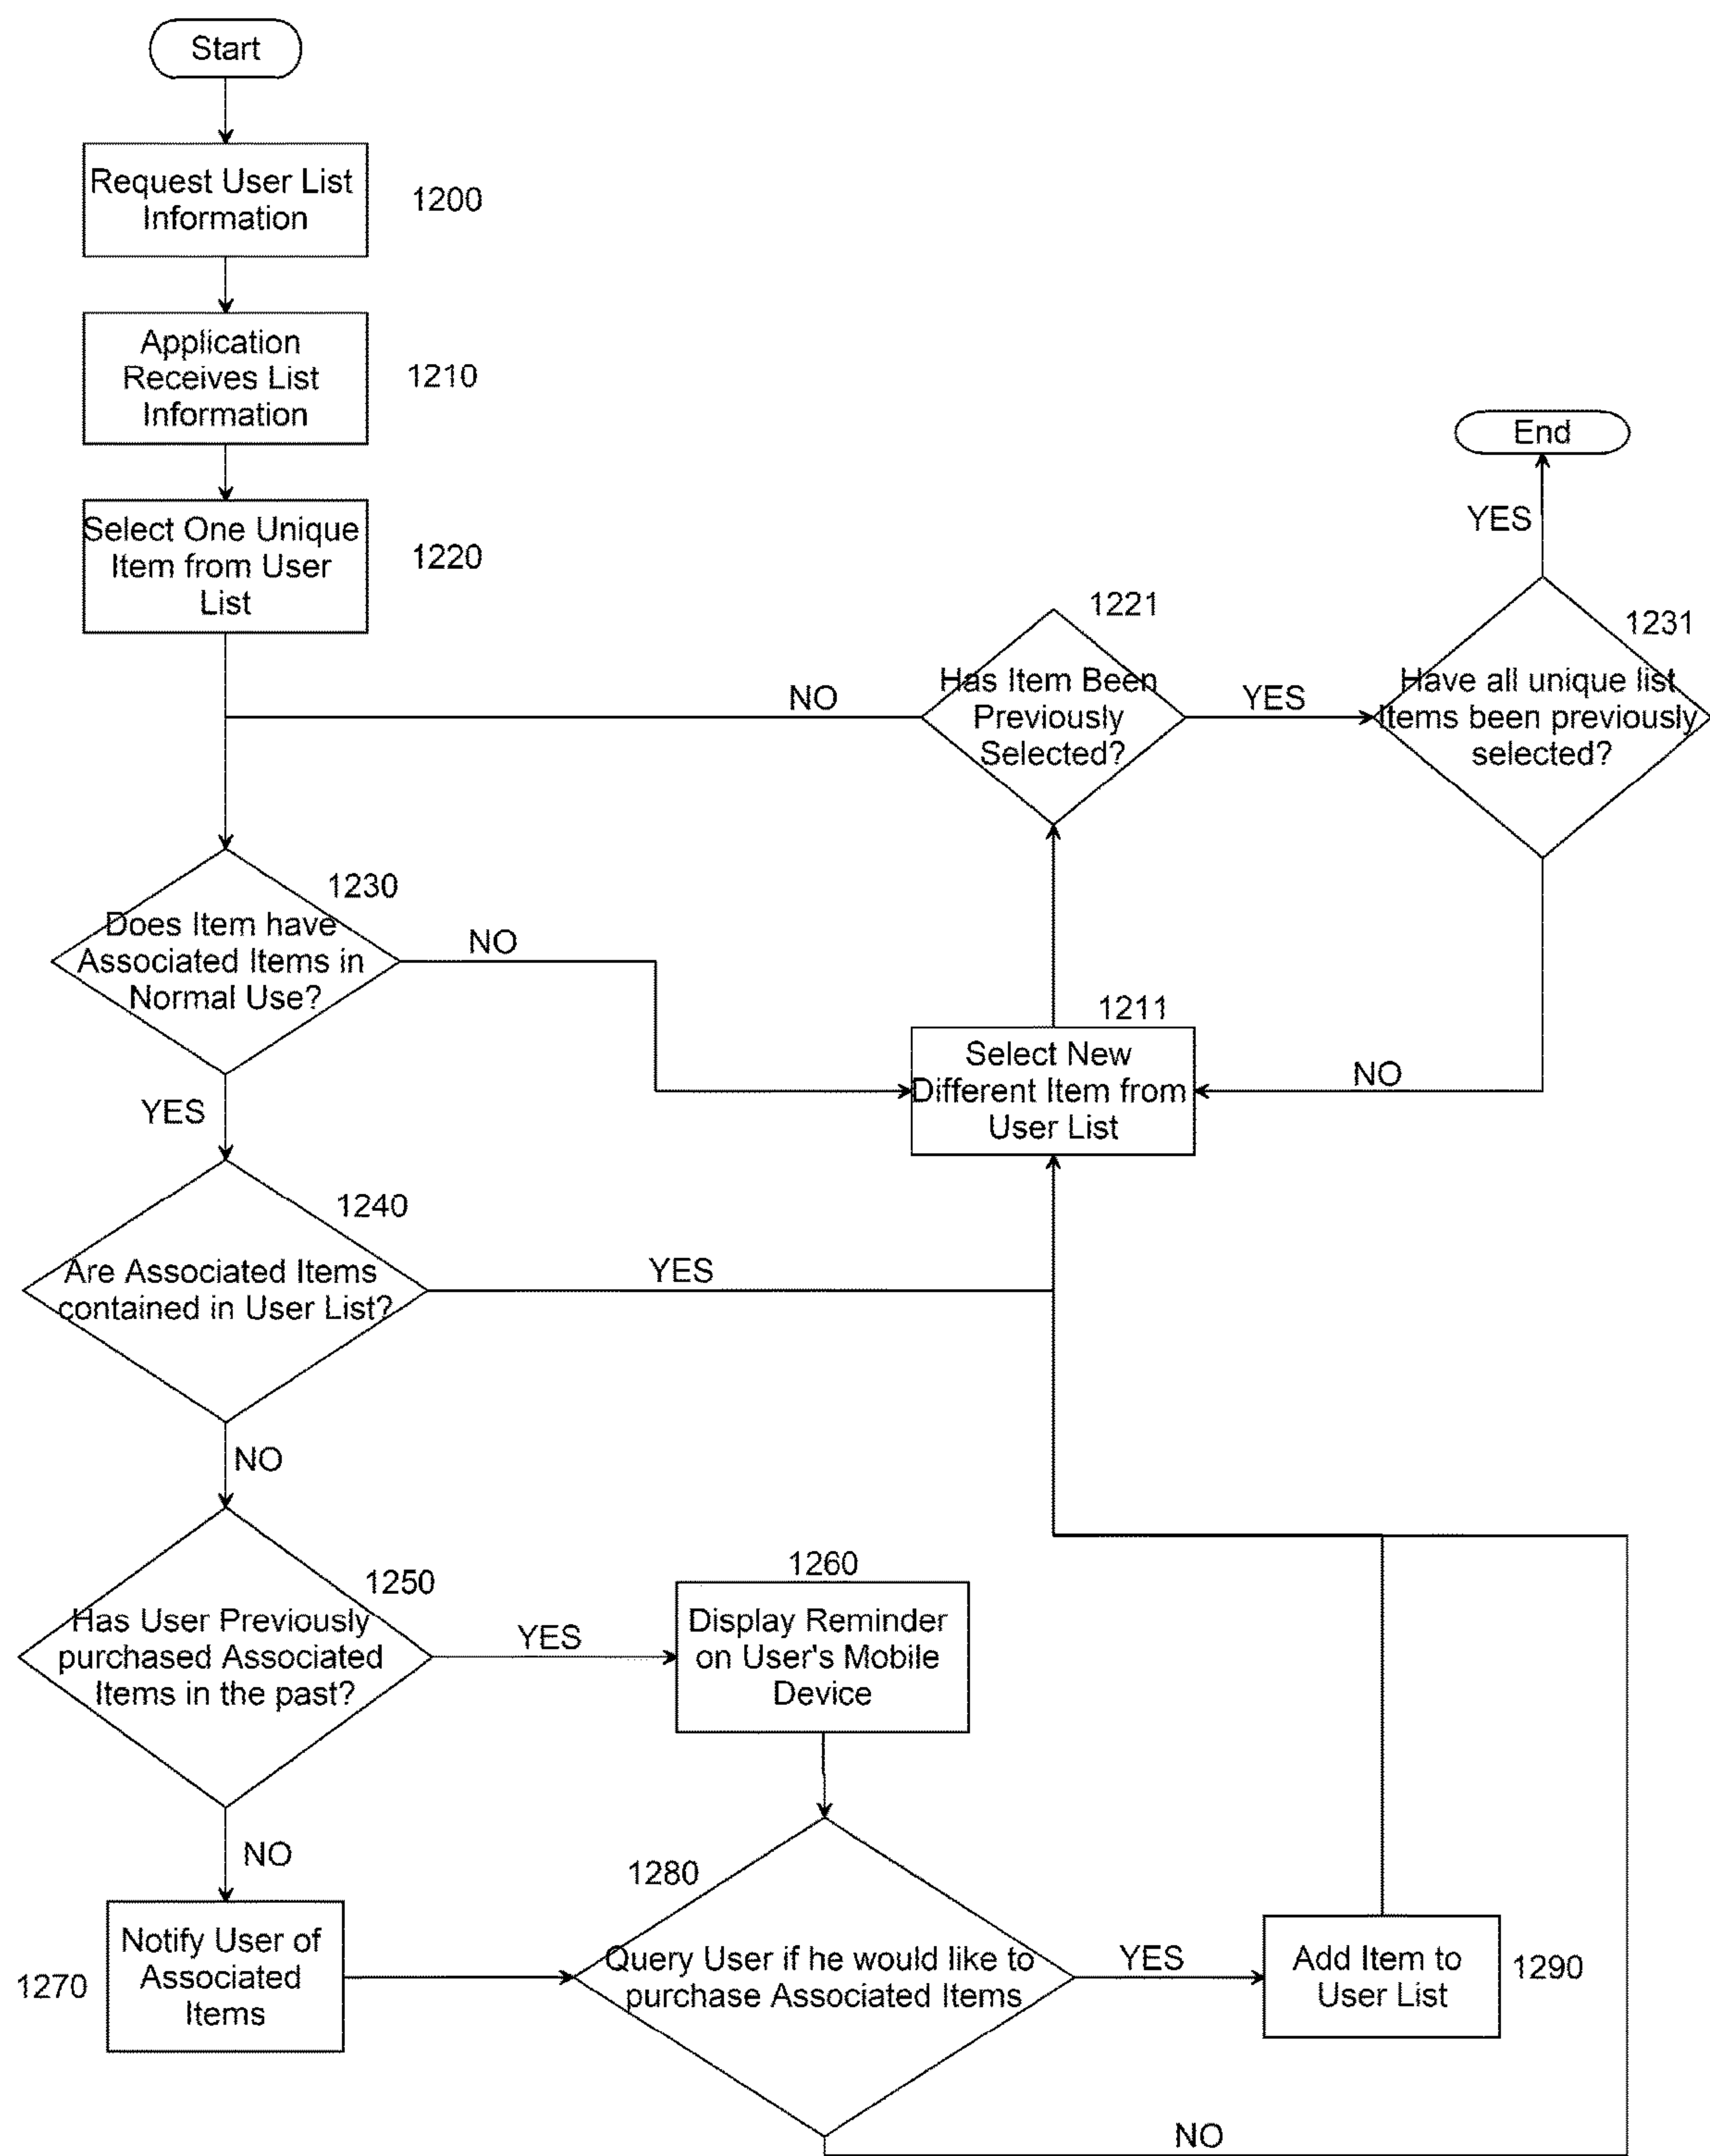 Start
Request User List
Information
1200
Application
Receives List
Information
1210
Select One Unique
Item from User
List
1220
End
YES
1221
Has Item Been
Previously
Selected?
NO
YES
1231
Have all unique list
Items been previously
selected?
1230
Does Item have
Associated Items in
Normal Use?
NO
YES
1211
Select New
Different Item from
User List
NO
1240
Are Associated Items
contained in User List?
YES
NO
1250
Has User Previously
purchased Associated
Items in the past?
YES
1260
Display Reminder
on User's Mobile
Device
NO
1270
Notify User of
Associated
Items
1280
Query User if he would like to
purchase Associated Items
YES
Add Item to
User List
1290
NO